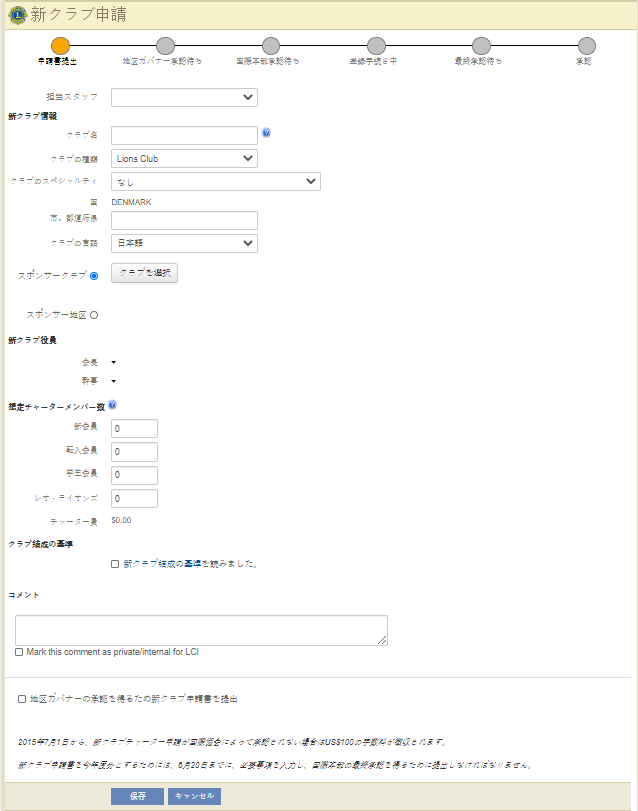 新クラブ申請
申請書提出 地区ガバナー承認待ち 国際本部承認待ち 登録手続き中 最終承認待ち 承認
担当スタッフ
新クラブ情報
クラブ名
クラブの種類 Lions Club
クラブのスペシャルティ なし
国 DENMARK
市、都道府県
クラブの言語 日本語
スポンサークラブ クラブを選択
スポンサー地区
新クラブ役員
会長
幹事
想定チャーターメンバー数
新会員 0
転入会員 0
学生会員 0
レオ・ライオンズ 0
チャーター費 $0.00
クラブ結成の基準
新クラブ結成の基準を読みました。
コメント
Mark this comment as private/internal for LCI
地区ガバナーの承認を得るため新クラブ申請書を提出
2015年7月1日から、新クラブチャーター申請が国際協会によって承認されない場合はUS$100の手数料が徴収されます。
新クラブ申請書を今年度分とするためには、6月20日までに、必要事項を入力し、国際本部の最終承認を得るために提出しなければなりません。
保存 キャンセル